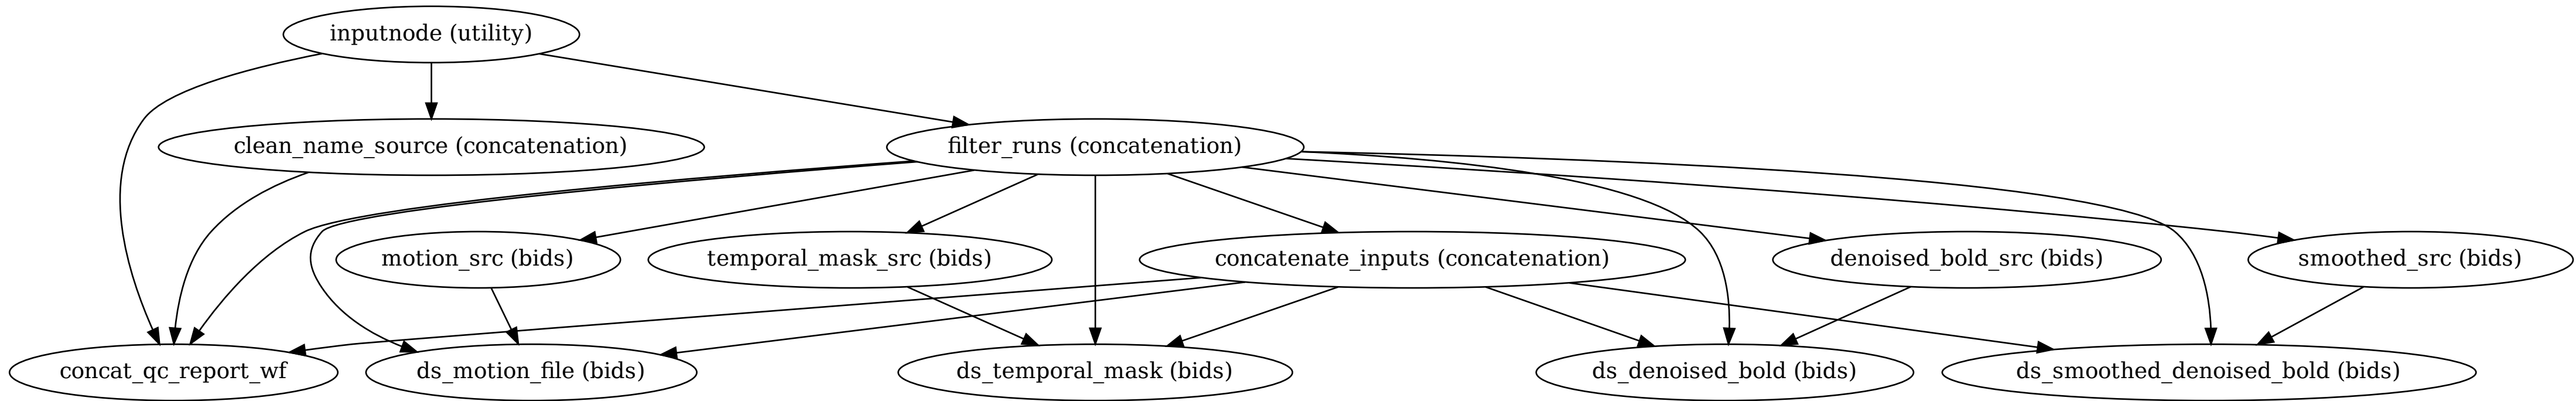 inputnode (utility)
clean_name_source (concatenation)
filter_runs (concatenation)
motion_src (bids)
temporal_mask_src (bids)
concatenate_inputs (concatenation)
denoised_bold_src (bids)
smoothed_src (bids)
concat_qc_report_wf
ds_motion_file (bids)
ds_temporal_mask (bids)
ds_denoised_bold (bids)
ds_smoothed_denoised_bold (bids)